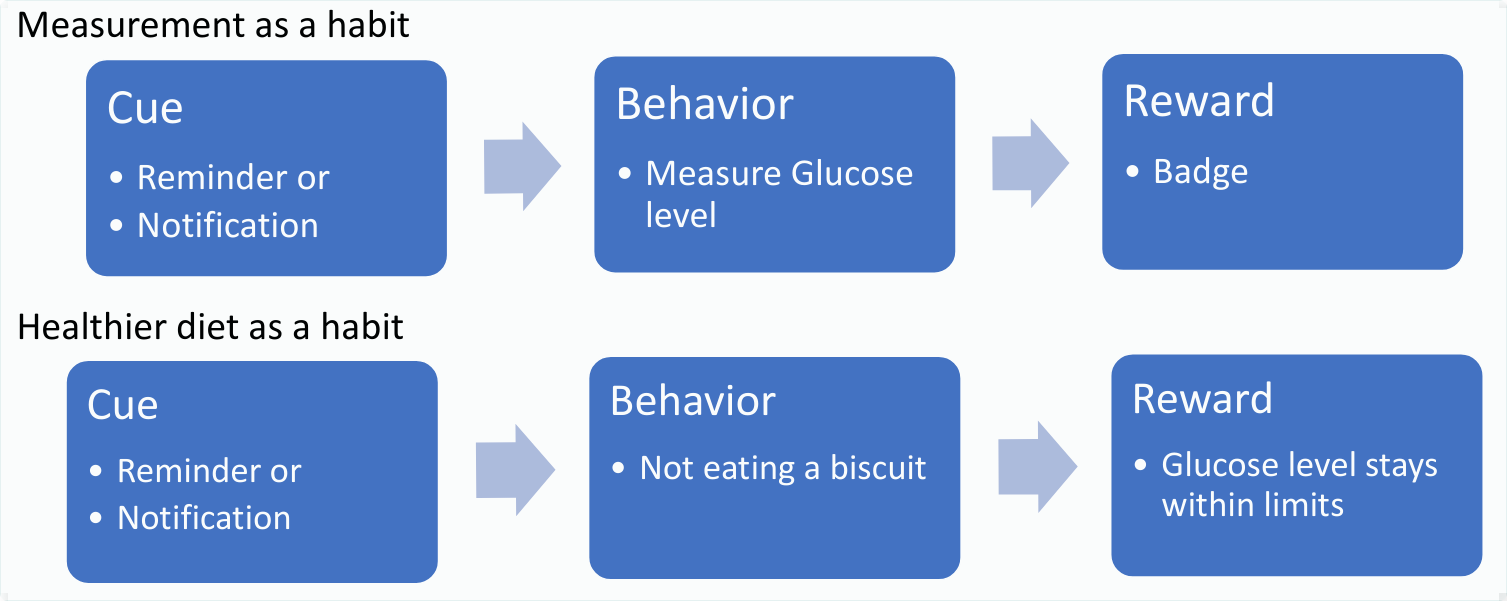 Measurement as a habit
Cue
• Reminder or
• Notification
Behavior
• Measure Glucose
level
Reward
• Badge
Healthier diet as a habit
Cue
• Reminder or
• Notification
Behavior
• Not eating a biscuit
Reward
• Glucose level stays
within limits